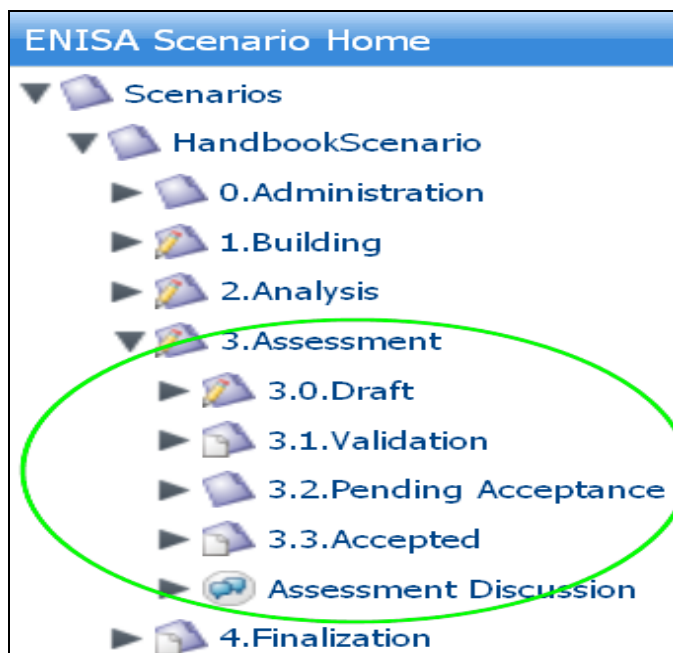 ENISA Scenario Home
Scenarios
HandbookScenario
0.Administration
1.Building
2.Analysis
3.Assessment
3.0.Draft
3.1.Validation
3.2.Pending Acceptance
3.3.Accepted
Assessment Discussion
4.Finalization